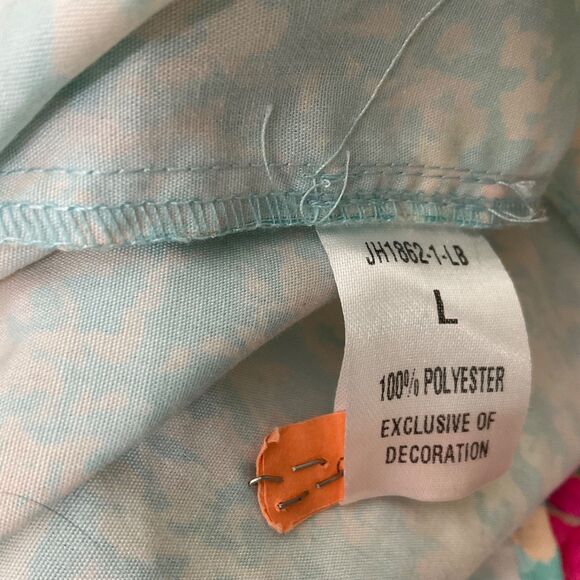 JH1862-1-LB
L
100% POLYESTER
EXCLUSIVE OF
DECORATION